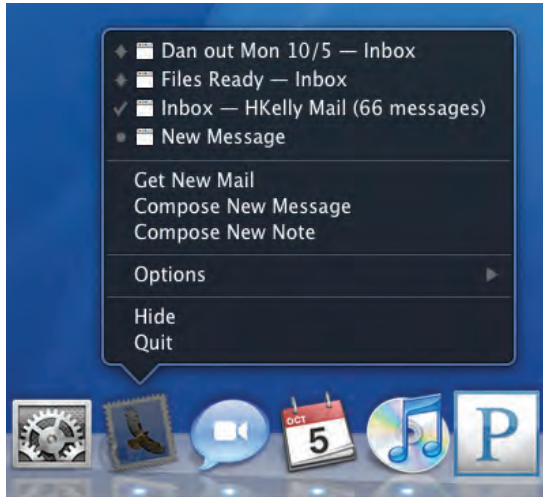 Dan out Mon 10/5 — Inbox
Files Ready — Inbox
Inbox — HKelly Mail (66 messages)
New Message
Get New Mail
Compose New Message
Compose New Note
Options
Hide
Quit
OCT
5
P